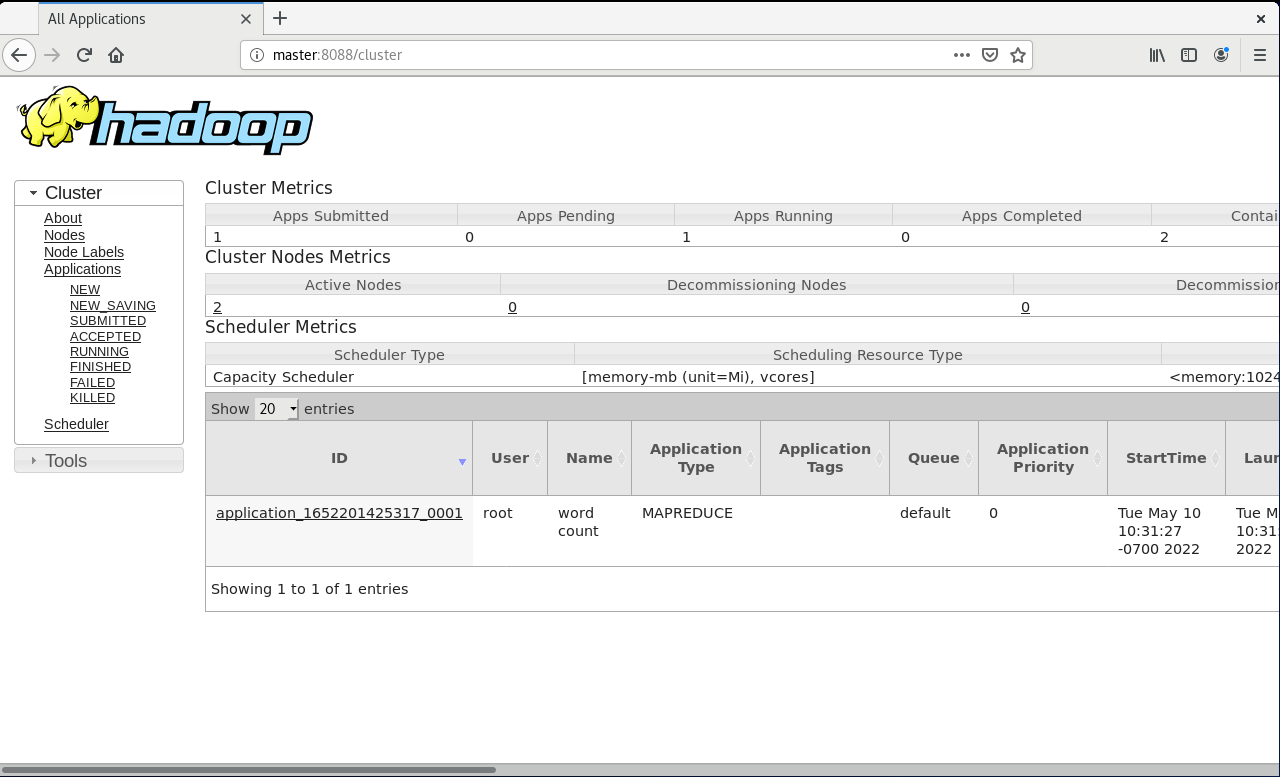 All Applications
master:8088/cluster
hadoop
Cluster
About
Nodes
Node Labels
Applications
NEW
NEW_SAVING
SUBMITTED
ACCEPTED
RUNNING
FINISHED
FAILED
KILLED
Scheduler
Tools
Cluster Metrics
Apps Submitted Apps Pending Apps Running Apps Completed Contai
1 0 1 0 2
Cluster Nodes Metrics
Active Nodes Decommissioning Nodes Decommission
2 0 0
Scheduler Metrics
Scheduler Type Scheduling Resource Type
Capacity Scheduler [memory-mb (unit=Mi), vcores] <memory:1024
Show 20 entries
ID User Name Application Type Application Tags Queue Application Priority StartTime Laun
application_1652201425317_0001 root word count MAPREDUCE default 0 Tue May 10 10:31:27 -0700 2022 Tue M 10:31: 2022
Showing 1 to 1 of 1 entries